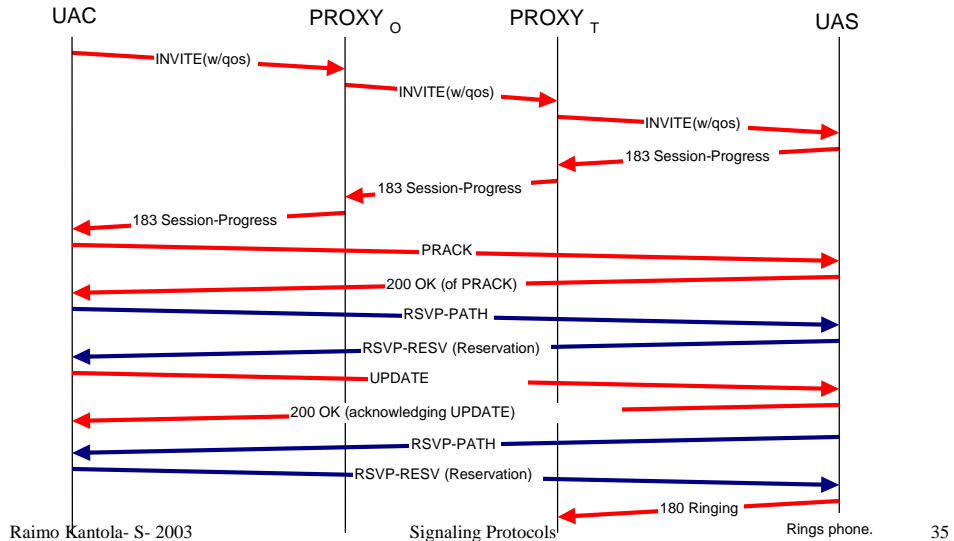 UAC PROXY O PROXY T UAS
INVITE(w/qos)
INVITE(w/qos)
INVITE(w/qos)
183 Session-Progress
183 Session-Progress
183 Session-Progress
PRACK
200 OK (of PRACK)
RSVP-PATH
RSVP-RESV (Reservation)
UPDATE
200 OK (acknowledging UPDATE)
RSVP-PATH
RSVP-RESV (Reservation)
180 Ringing
Raimo Kantola- S- 2003 Signaling Protocols Rings phone. 35